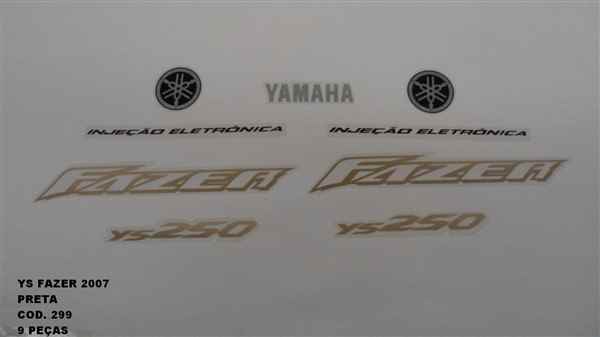 YAMAHA
INJEÇÃO ELETRÔNICA INJEÇÃO ELETRÔNICA
FAZER FAZER
YS250 YS250
YS FAZER 2007
PRETA
COD. 299
9 PEÇAS